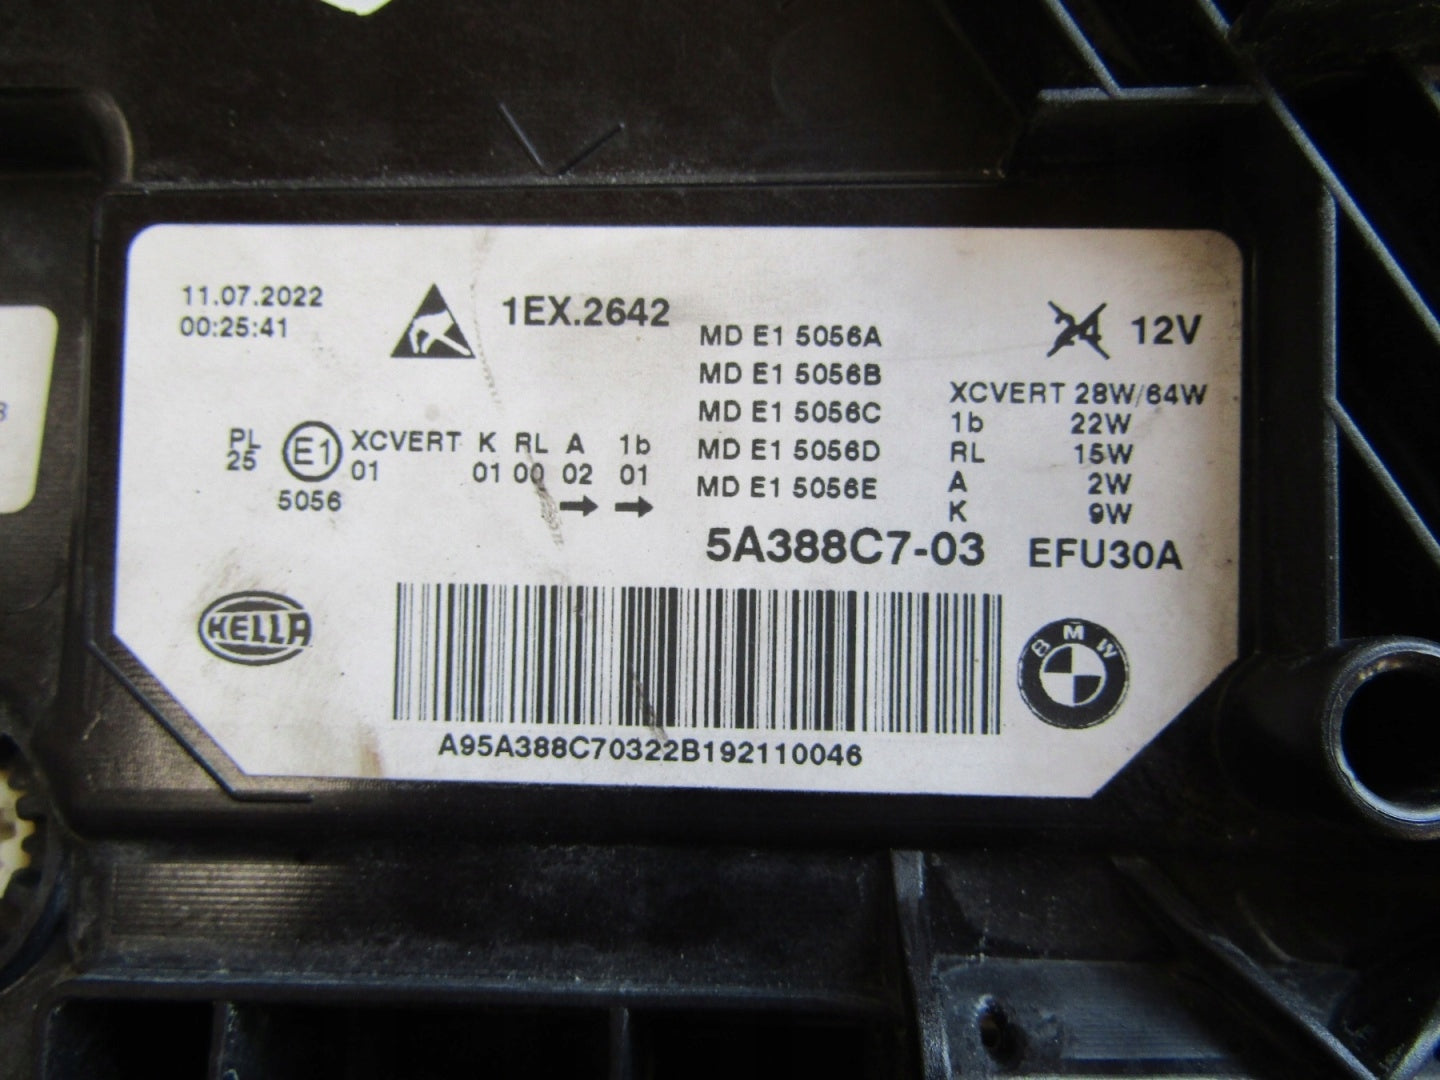 11.07.2022
00:25:41
1EX.2642
MD E1 5056A
MD E1 5056B
MD E1 5056C
MD E1 5056D
MD E1 5056E
24 12V
XCVERT 28W/64W
1b 22W
RL 15W
A 2W
K 9W
PL
25
E1
5056
XCVERT K RL A 1b
01 01 00 02 01
5A388C7-03 EFU30A
HELLA
BMW
A95A388C70322B192110046